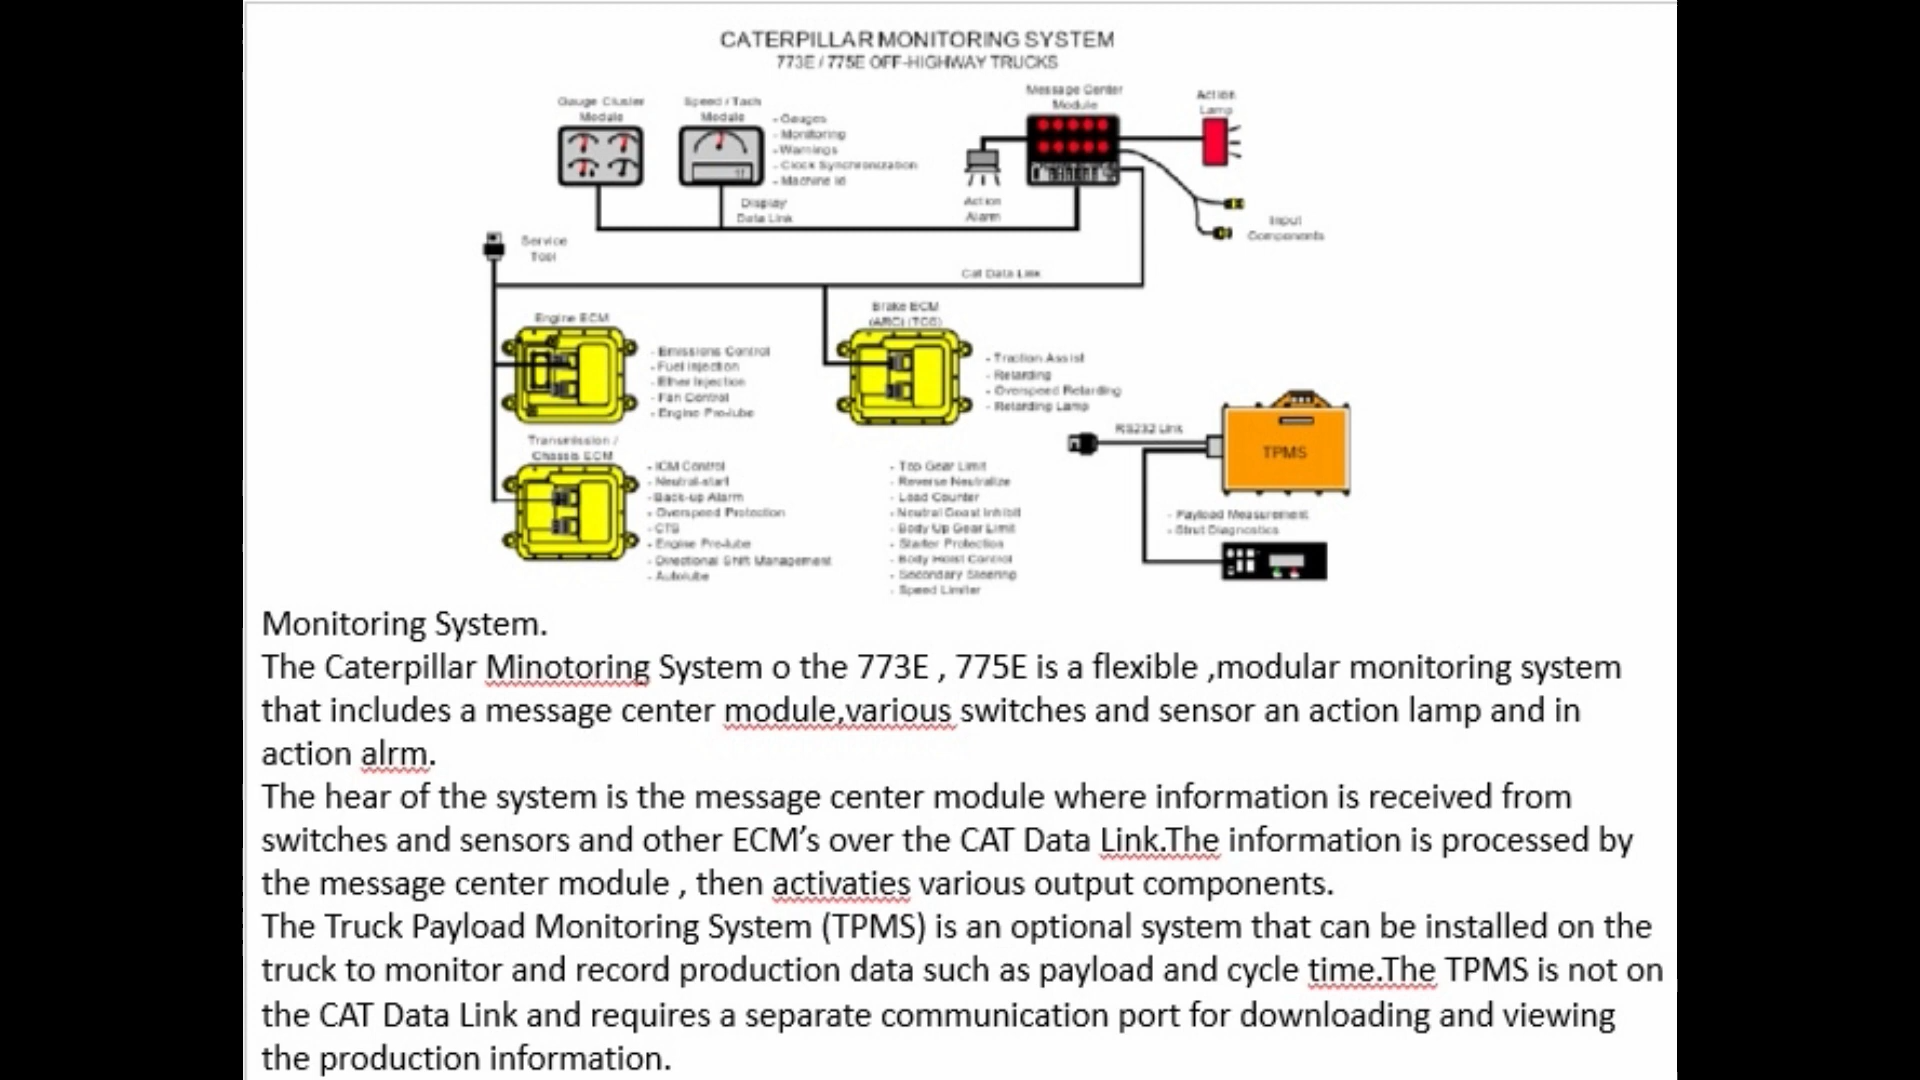 CATERPILLAR MONITORING SYSTEM
773E / 775E OFF-HIGHWAY TRUCKS
Gauge Cluster
Module
Speed / Tach
Module
- Gauges
- Monitoring
- Warnings
- Clock Synchronization
- Machine Id
Message Center
Module
Action
Lamp
Display
Data Link
Action
Alarm
Input
Components
Service
Tool
Cat Data Link
Engine ECM
- Emissions Control
- Fuel Injection
- Ether Injection
- Fan Control
- Engine Pre-lube
Brake ECM
(ARC) (TCS)
- Traction Assist
- Retarding
- Overspeed Retarding
- Retarding Lamp
RS232 Link
TPMS
- Payload Measurement
- Strut Diagnostics
Transmission /
Chassis ECM
- ICM Control
- Neutral-start
- Back-up Alarm
- Overspeed Protection
- CTS
- Engine Pre-lube
- Directional Shift Management
- Autolube
- Top Gear Limit
- Reverse Neutralize
- Load Counter
- Neutral Coast Inhibit
- Body Up Gear Limit
- Starter Protection
- Body Hoist Control
- Secondary Steering
- Speed Limiter
Monitoring System.
The Caterpillar Minotoring System o the 773E , 775E is a flexible ,modular monitoring system
that includes a message center module,various switches and sensor an action lamp and in
action alrm.
The hear of the system is the message center module where information is received from
switches and sensors and other ECM’s over the CAT Data Link.The information is processed by
the message center module , then activaties various output components.
The Truck Payload Monitoring System (TPMS) is an optional system that can be installed on the
truck to monitor and record production data such as payload and cycle time.The TPMS is not on
the CAT Data Link and requires a separate communication port for downloading and viewing
the production information.